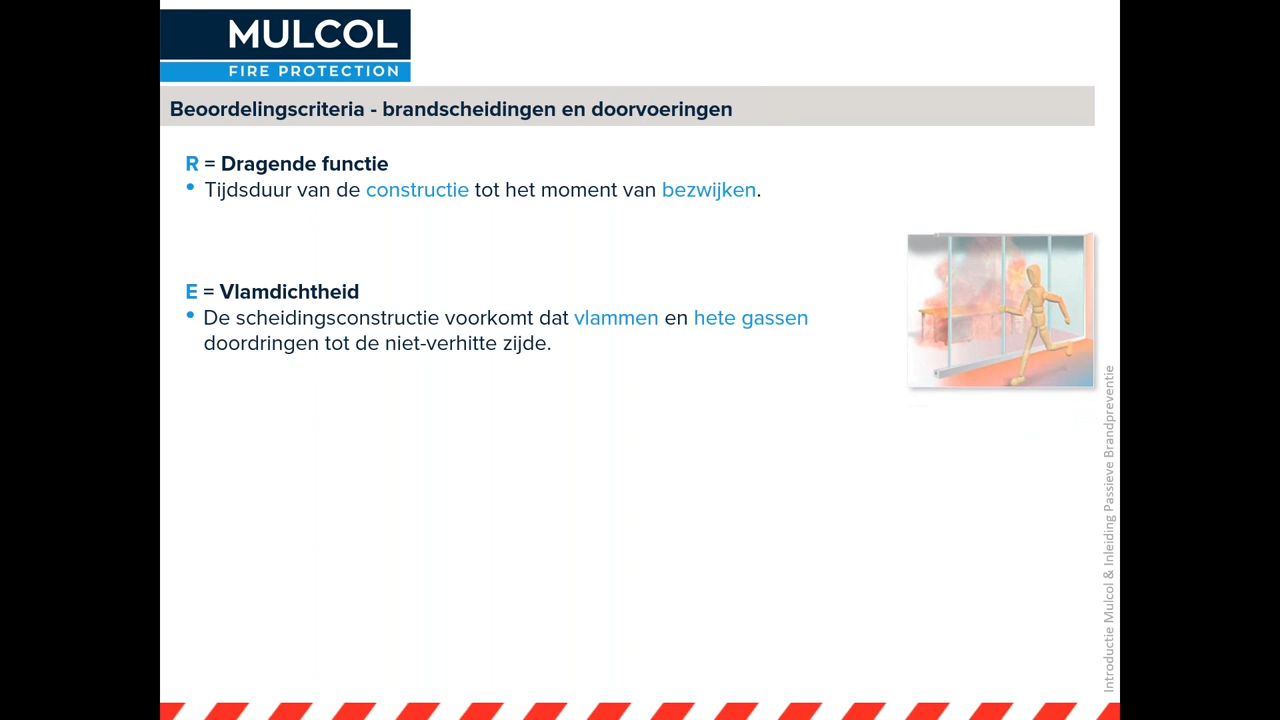 MULCOL
FIRE PROTECTION
Beoordelingscriteria - brandscheidingen en doorvoeringen
R = Dragende functie
• Tijdsduur van de constructie tot het moment van bezwijken.
E = Vlamdichtheid
• De scheidingsconstructie voorkomt dat vlammen en hete gassen
doordringen tot de niet-verhitte zijde.
Introductie Mulcol & Inleiding Passieve Brandpreventie